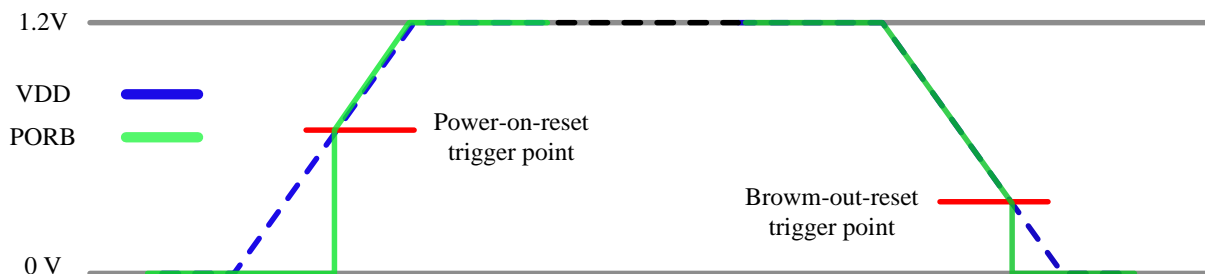 1.2V
VDD
PORB
Power-on-reset
trigger point
Browm-out-reset
trigger point
0 V